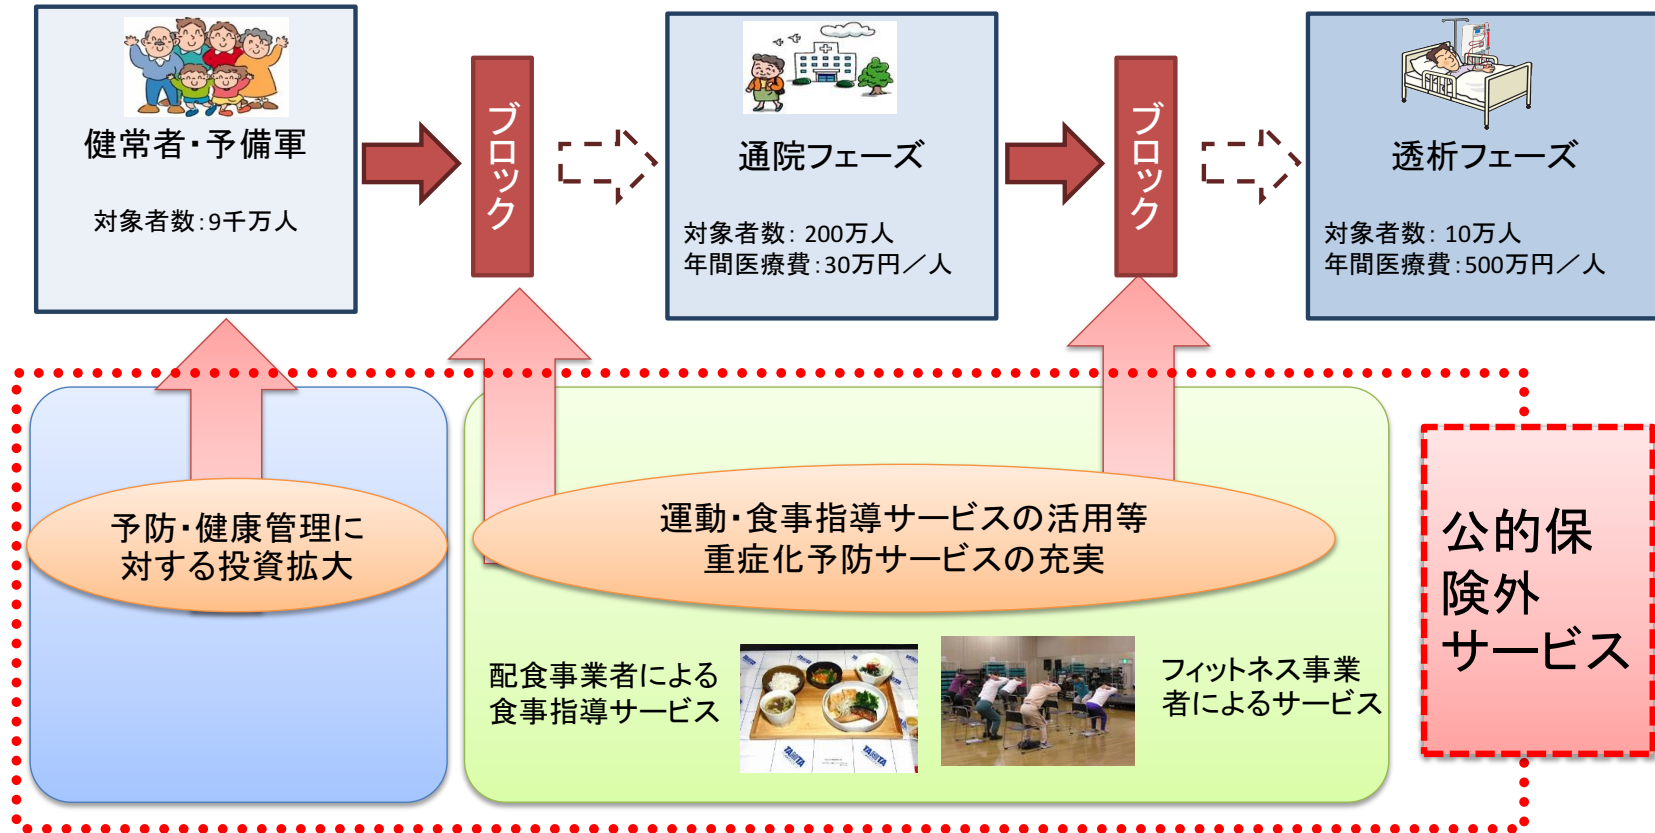 健常者・予備軍
対象者数：9千万人
ブロック
通院フェーズ
対象者数： 200万人
年間医療費：30万円／人
ブロック
透析フェーズ
対象者数： 10万人
年間医療費：500万円／人
予防・健康管理に
対する投資拡大
運動・食事指導サービスの活用等
重症化予防サービスの充実
配食事業者による
食事指導サービス
TANITA
フィットネス事業
者によるサービス
公的保
険外
サービス